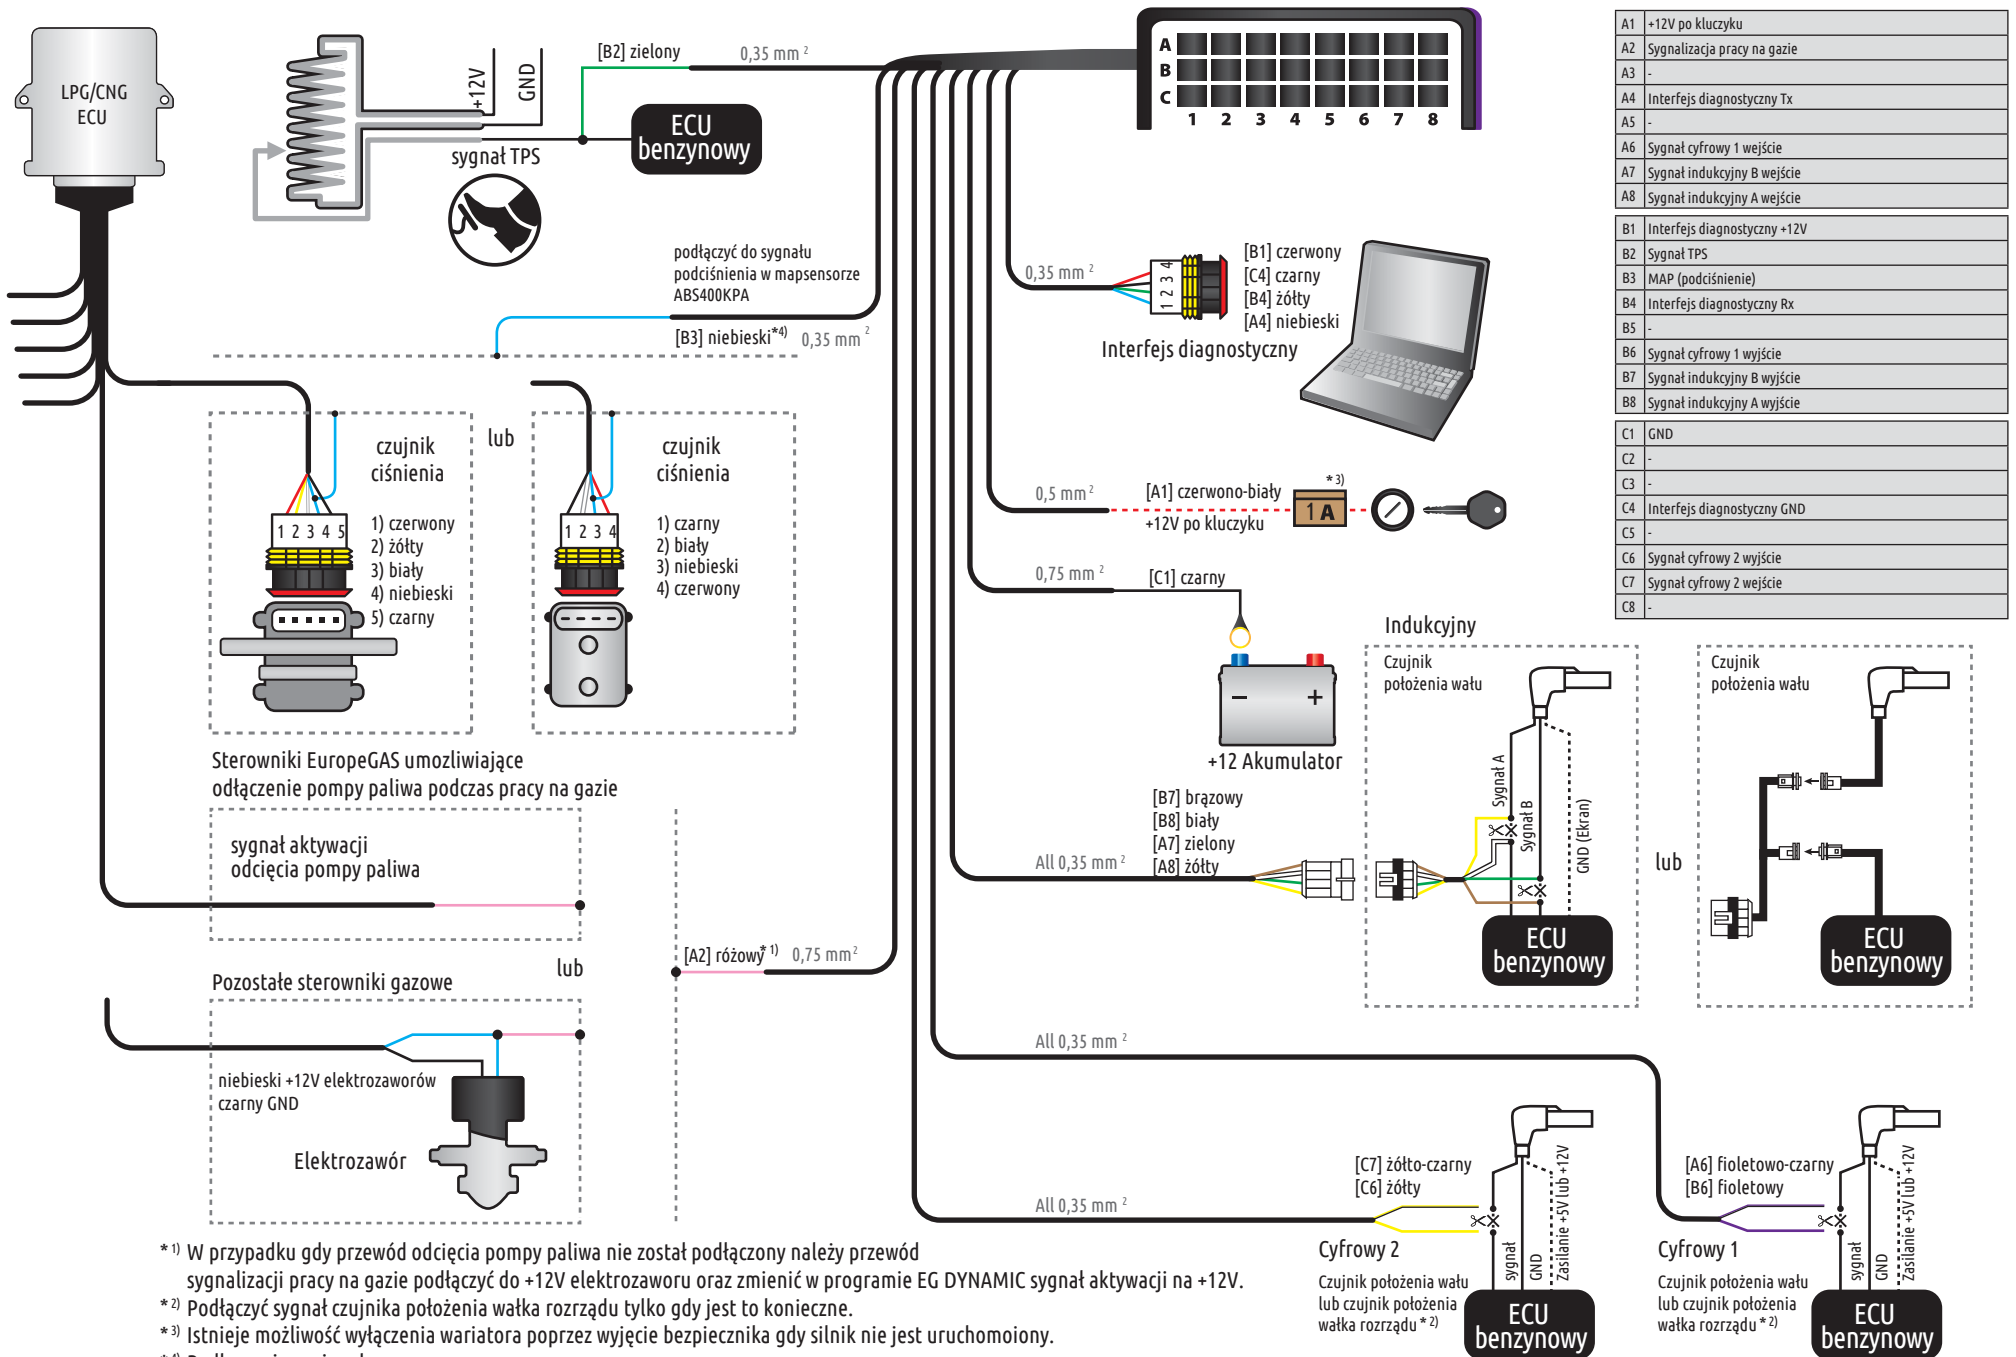 LPG/CNG
ECU
+12V
GND
[B2] zielony
0,35 mm 2
sygnał TPS
ECU
benzynowy
A
B
C
1 2 3 4 5 6 7 8
A1 +12V po kluczyku
A2 Sygnalizacja pracy na gazie
A3 -
A4 Interfejs diagnostyczny Tx
A5 -
A6 Sygnał cyfrowy 1 wejście
A7 Sygnał indukcyjny B wejście
A8 Sygnał indukcyjny A wejście
B1 Interfejs diagnostyczny +12V
B2 Sygnał TPS
B3 MAP (podciśnienie)
B4 Interfejs diagnostyczny Rx
B5 -
B6 Sygnał cyfrowy 1 wyjście
B7 Sygnał indukcyjny B wyjście
B8 Sygnał indukcyjny A wyjście
C1 GND
C2 -
C3 -
C4 Interfejs diagnostyczny GND
C5 -
C6 Sygnał cyfrowy 2 wyjście
C7 Sygnał cyfrowy 2 wejście
C8 -
podłączyć do sygnału
podciśnienia w mapsensorze
ABS400KPA
[B3] niebieski*4) 0,35 mm 2
0,35 mm 2
1 2 3 4
[B1] czerwony
[C4] czarny
[B4] żółty
[A4] niebieski
Interfejs diagnostyczny
czujnik
ciśnienia
1 2 3 4 5
1) czerwony
2) żółty
3) biały
4) niebieski
5) czarny
lub
czujnik
ciśnienia
1 2 3 4
1) czarny
2) biały
3) niebieski
4) czerwony
0,5 mm 2
[A1] czerwono-biały
+12V po kluczyku
* 3)
1 A
0,75 mm 2
[C1] czarny
− +
+12 Akumulator
Indukcyjny
Czujnik
położenia wału
Sygnał A
Sygnał B
GND (Ekran)
ECU
benzynowy
lub
Czujnik
położenia wału
ECU
benzynowy
[B7] brązowy
[B8] biały
[A7] zielony
[A8] żółty
All 0,35 mm 2
Sterowniki EuropeGAS umozliwiające
odłączenie pompy paliwa podczas pracy na gazie
sygnał aktywacji
odcięcia pompy paliwa
lub
[A2] różowy* 1) 0,75 mm 2
Pozostałe sterowniki gazowe
niebieski +12V elektrozaworów
czarny GND
Elektrozawór
All 0,35 mm 2
All 0,35 mm 2
[C7] żółto-czarny
[C6] żółty
Cyfrowy 2
Czujnik położenia wału
lub czujnik położenia
wałka rozrządu * 2)
sygnał
GND
Zasilanie +5V lub +12V
ECU
benzynowy
[A6] fioletowo-czarny
[B6] fioletowy
Cyfrowy 1
Czujnik położenia wału
lub czujnik położenia
wałka rozrządu * 2)
sygnał
GND
Zasilanie +5V lub +12V
ECU
benzynowy
* 1) W przypadku gdy przewód odcięcia pompy paliwa nie został podłączony należy przewód
sygnalizacji pracy na gazie podłączyć do +12V elektrozaworu oraz zmienić w programie EG DYNAMIC sygnał aktywacji na +12V.
* 2) Podłączyć sygnał czujnika położenia wałka rozrządu tylko gdy jest to konieczne.
* 3) Istnieje możliwość wyłączenia wariatora poprzez wyjęcie bezpiecznika gdy silnik nie jest uruchomoiony.